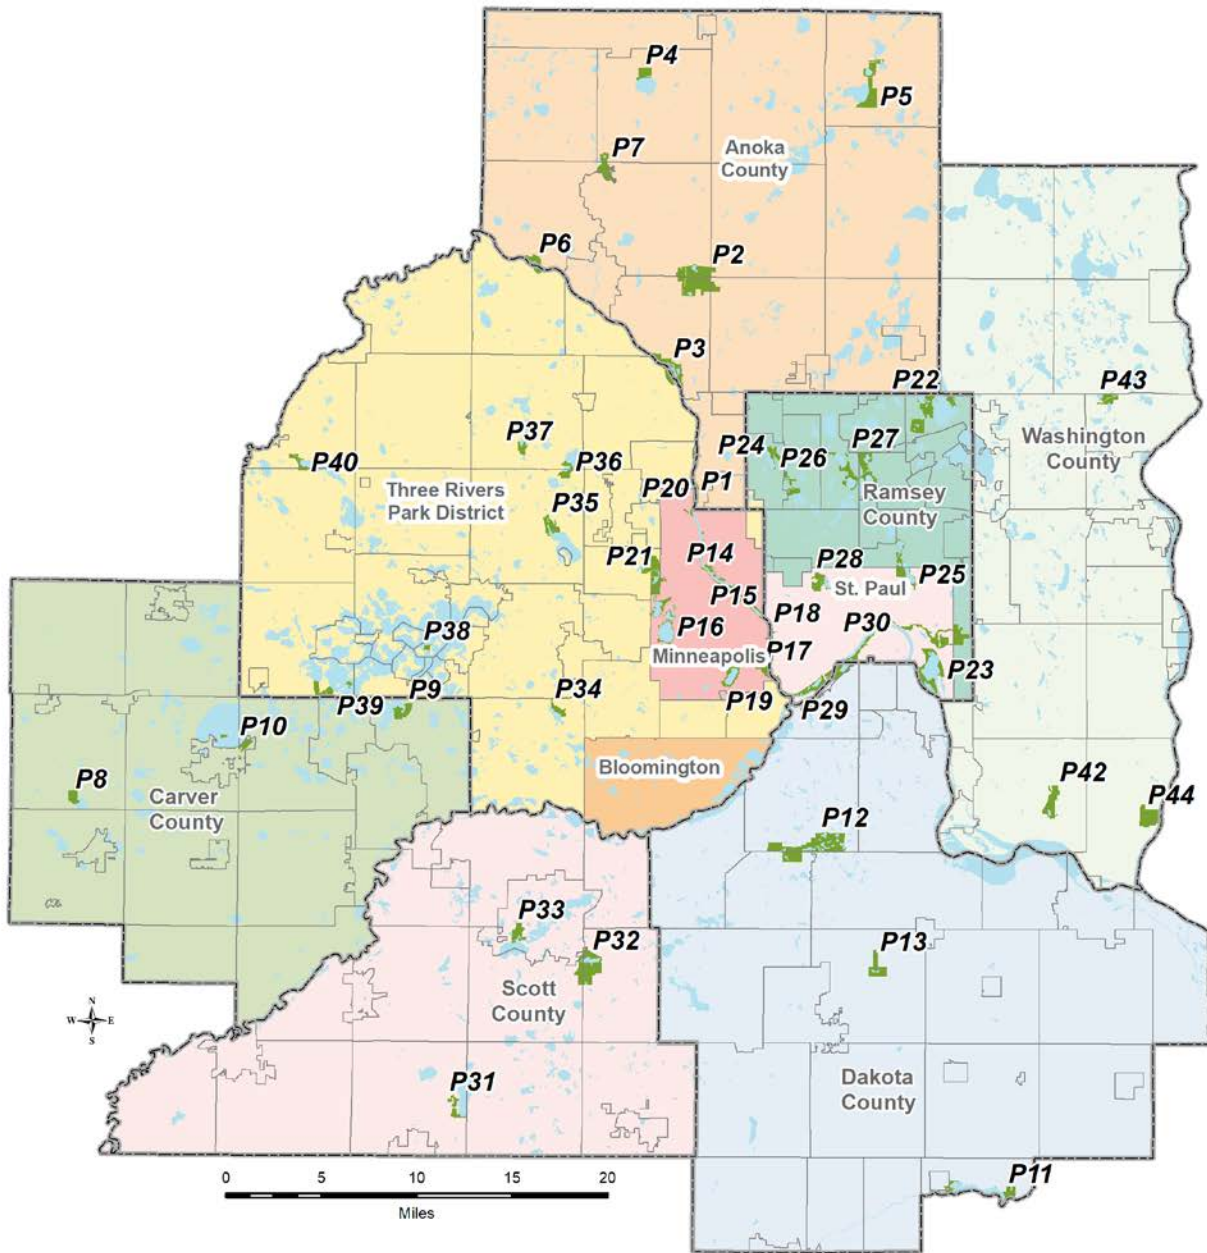 P4
P5
P7
Anoka
County
P6
P2
P3
P22
P43
P37
P24
P27
P40
P36
P26
Washington
County
Three Rivers
Park District
P20
P1
Ramsey
County
P35
P14
P21
P28
P25
St. Paul
P15
P38
P16
P18
P30
Minneapolis
P17
P23
P39
P9
P34
P19
P29
P10
Bloomington
P8
Carver
County
P42
P44
P12
P33
P32
P13
Scott
County
N
W
E
S
P31
Dakota
County
0
5
10
15
20
Miles
P11